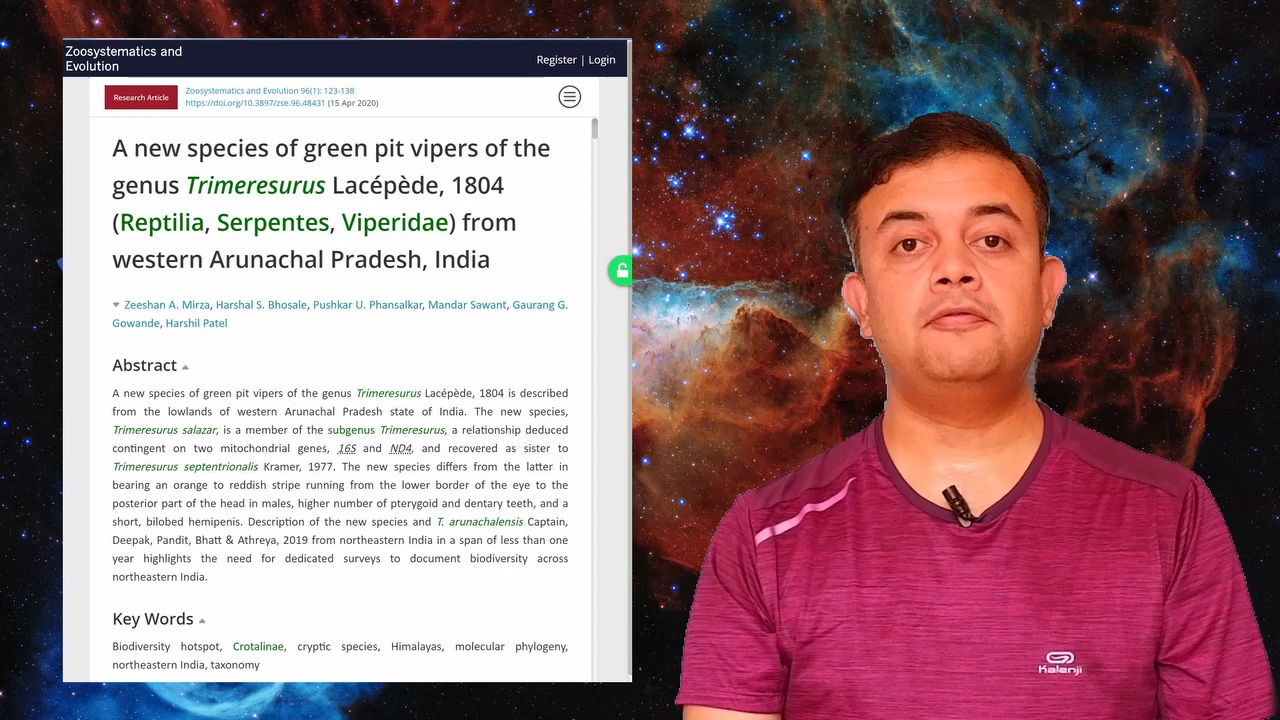 Zoosystematics and
Evolution
Register | Login
Research Article
Zoosystematics and Evolution 96(1): 123-138
https://doi.org/10.3897/zse.96.48431 (15 Apr 2020)
A new species of green pit vipers of the
genus Trimeresurus Lacépède, 1804
(Reptilia, Serpentes, Viperidae) from
western Arunachal Pradesh, India
Zeeshan A. Mirza, Harshal S. Bhosale, Pushkar U. Phansalkar, Mandar Sawant, Gaurang G.
Gowande, Harshil Patel
Abstract
A new species of green pit vipers of the genus Trimeresurus Lacépède, 1804 is described
from the lowlands of western Arunachal Pradesh state of India. The new species,
Trimeresurus salazar, is a member of the subgenus Trimeresurus, a relationship deduced
contingent on two mitochondrial genes, 16S and ND4, and recovered as sister to
Trimeresurus septentrionalis Kramer, 1977. The new species differs from the latter in
bearing an orange to reddish stripe running from the lower border of the eye to the
posterior part of the head in males, higher number of pterygoid and dentary teeth, and a
short, bilobed hemipenis. Description of the new species and T. arunachalensis Captain,
Deepak, Pandit, Bhatt & Athreya, 2019 from northeastern India in a span of less than one
year highlights the need for dedicated surveys to document biodiversity across
northeastern India.
Key Words
Biodiversity hotspot, Crotalinae, cryptic species, Himalayas, molecular phylogeny,
northeastern India, taxonomy
Kalenji